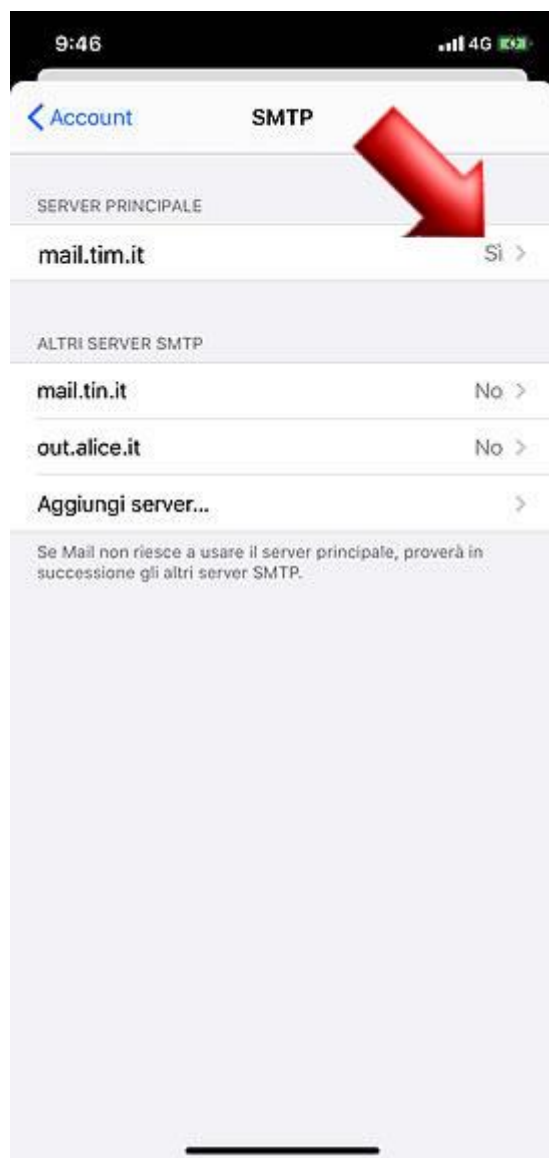 9:46
4G
Account
SMTP
SERVER PRINCIPALE
mail.tim.it
Sì
ALTRI SERVER SMTP
mail.tin.it
No
out.alice.it
No
Aggiungi server...
Se Mail non riesce a usare il server principale, proverà in
successione gli altri server SMTP.